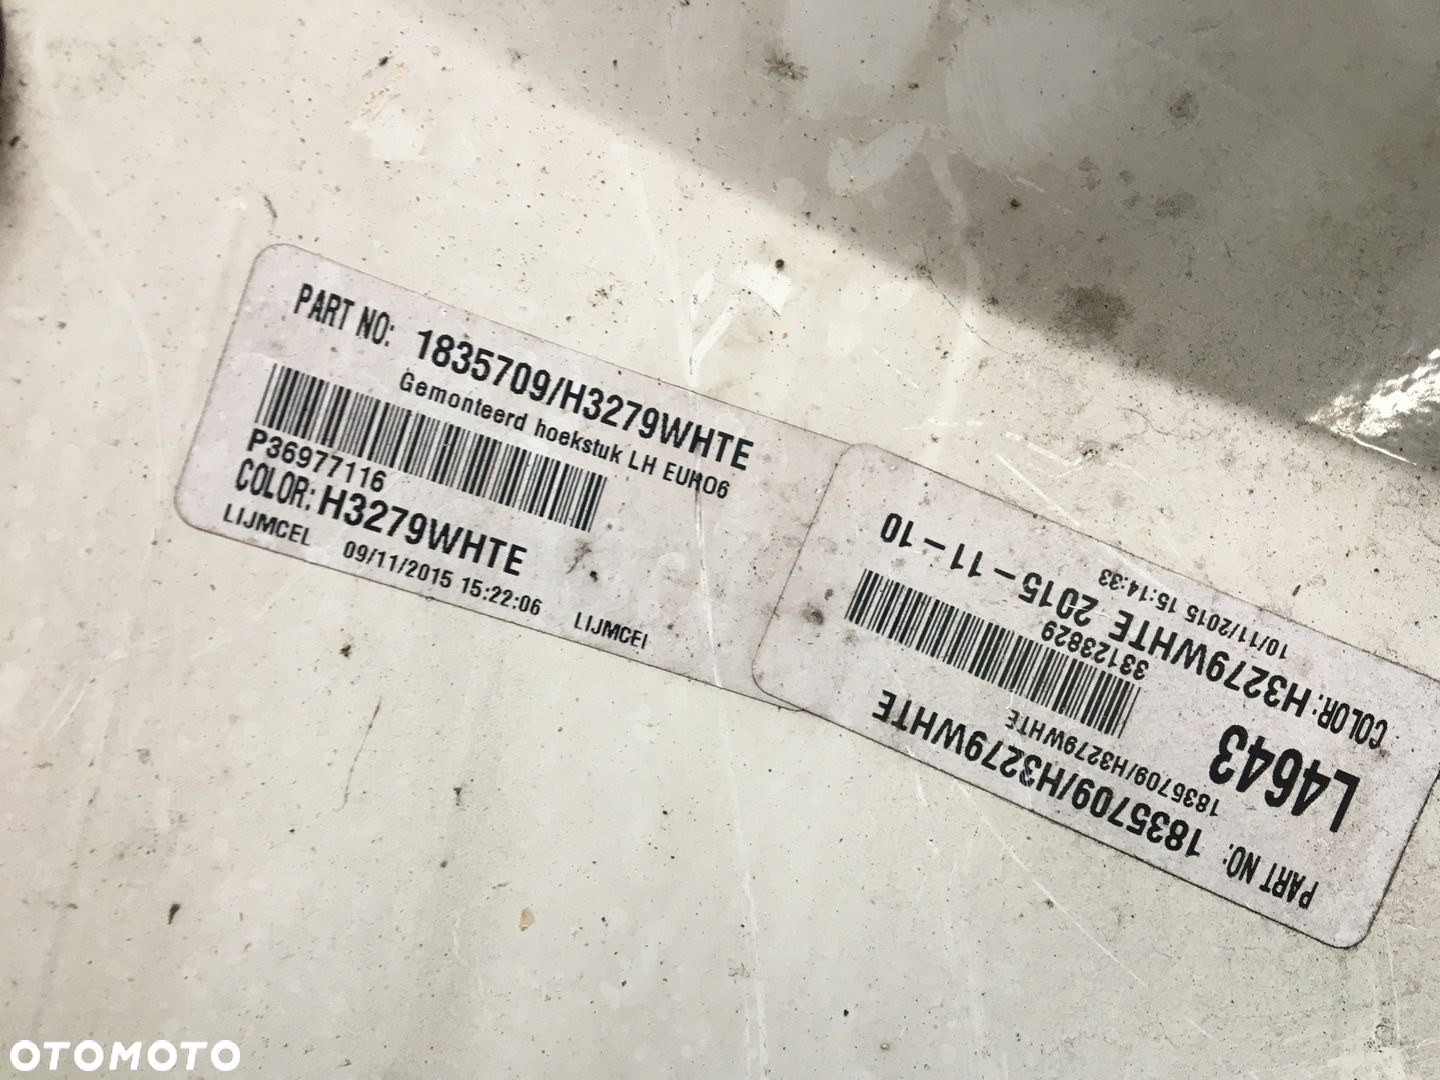 PART NO: 1835709/H3279WHTE
Gemonteerd hoekstuk LH EURO6
P36977116
COLOR: H3279WHTE
LIJMCEL 09/11/2015 15:22:06 LIJMCEL
PART NO: 1835709/H3279WHTE
1835709/H3279WHTE
L4643
33123829
COLOR: H3279WHTE 2015-11-10
10/11/2015 15:14:33
OTOMOTO